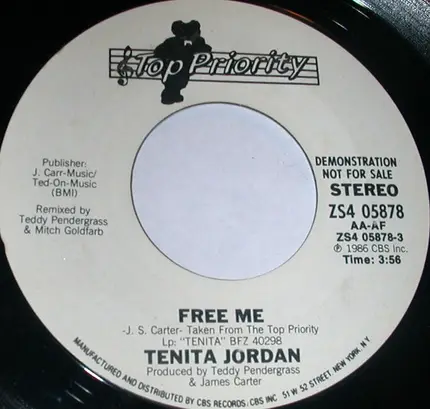 Top Priority
Publisher:
J. Carr-Music/
Ted-On-Music
(BMI)
Remixed by
Teddy Pendergrass
& Mitch Goldfarb
DEMONSTRATION
NOT FOR SALE
STEREO
ZS4 05878
AA-AF
ZS4 05878-3
℗ 1986 CBS Inc.
Time: 3:56
FREE ME
-J. S. Carter- Taken From The Top Priority
Lp: "TENITA" BFZ 40298
TENITA JORDAN
Produced by Teddy Pendergrass
& James Carter
MANUFACTURED AND DISTRIBUTED BY CBS RECORDS/CBS INC 51 W 52 STREET, NEW YORK, N.Y.